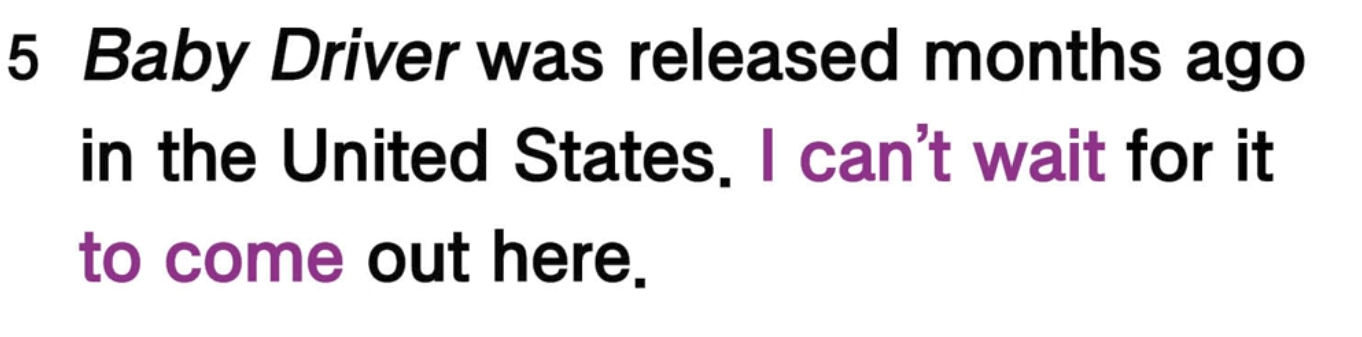 5 Baby Driver was released months ago
in the United States. I can't wait for it
to come out here.